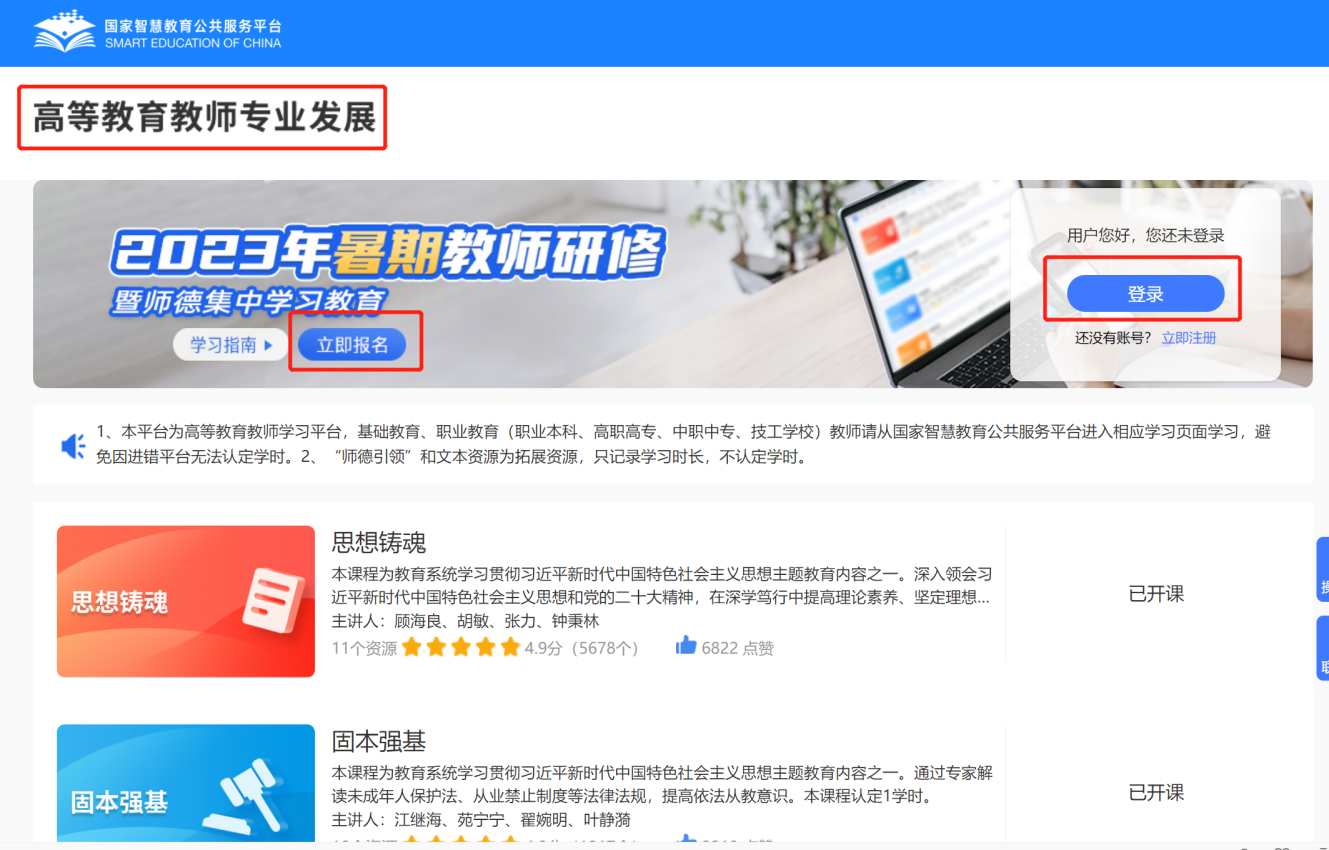 国家智慧教育公共服务平台
SMART EDUCATION OF CHINA
高等教育教师专业发展
2023年暑期教师研修
暨师德集中学习教育
学习指南
立即报名
用户您好，您还未登录
登录
还没有账号？ 立即注册
1、本平台为高等教育教师学习平台，基础教育、职业教育（职业本科、高职高专、中职中专、技工学校）教师请从国家智慧教育公共服务平台进入相应学习页面学习，避
免因进错平台无法认定学时。2、“师德引领”和文本资源为拓展资源，只记录学习时长，不认定学时。
思想铸魂
思想铸魂
本课程为教育系统学习贯彻习近平新时代中国特色社会主义思想主题教育内容之一。深入领会习
近平新时代中国特色社会主义思想和党的二十大精神，在深学笃行中提高理论素养、坚定理想...
主讲人：顾海良、胡敏、张力、钟秉林
11个资源 4.9分（5678个） 6822 点赞
已开课
固本强基
固本强基
本课程为教育系统学习贯彻习近平新时代中国特色社会主义思想主题教育内容之一。通过专家解
读未成年人保护法、从业禁止制度等法律法规，提高依法从教意识。本课程认定1学时。
主讲人：江继海、苑宁宁、翟婉明、叶静漪
已开课